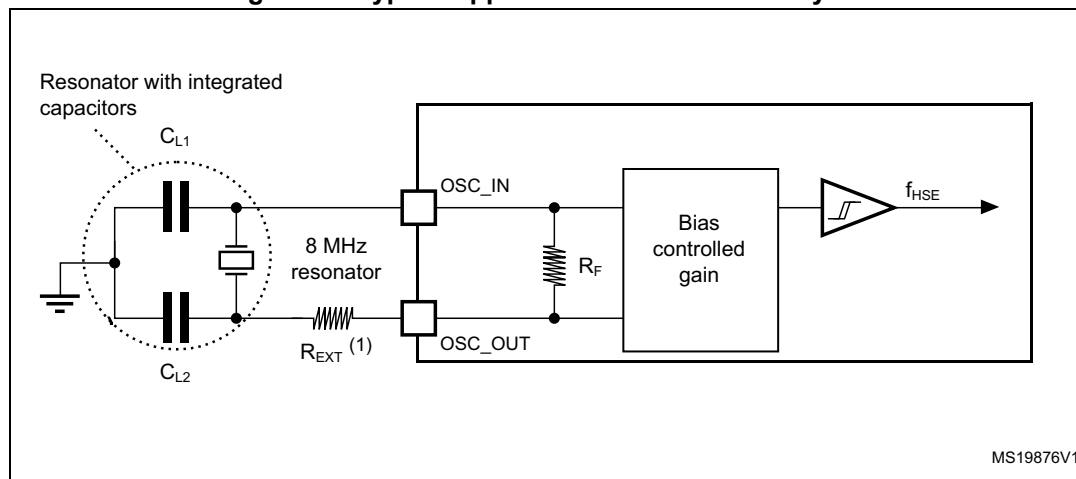 Resonator with integrated
capacitors
CL1
OSC_IN
fHSE
8 MHz
resonator
RF
Bias
controlled
gain
REXT (1)
OSC_OUT
CL2
MS19876V1